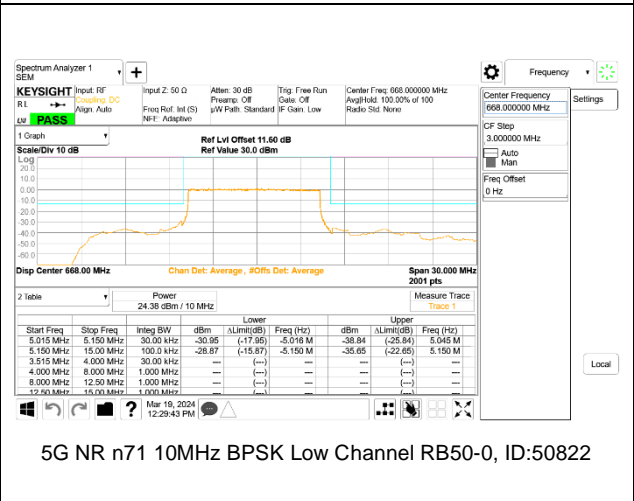 Spectrum Analyzer 1
SEM
Frequency
KEYSIGHT Input: RF Input Z: 50 Ω Atten: 30 dB Trig: Free Run Center Freq: 668.000000 MHz
RL Coupling: DC Preamp: Off Gate: Off Avg|Hold: 100.00% of 100
Align: Auto Freq Ref: Int (S) µW Path: Standard IF Gain: Low Radio Std: None
NFE: Adaptive
PASS
Center Frequency
668.000000 MHz
Settings
CF Step
3.000000 MHz
Auto
Man
Freq Offset
0 Hz
1 Graph
Ref Lvl Offset 11.60 dB
Scale/Div 10 dB Ref Value 30.0 dBm
Log
20.0
10.0
0.00
-10.0
-20.0
-30.0
-40.0
-50.0
-60.0
Disp Center 668.00 MHz Chan Det: Average , #Offs Det: Average Span 30.000 MHz
2001 pts
2 Table Power Measure Trace
24.38 dBm / 10 MHz Trace 1
Lower Upper
Start Freq Stop Freq Integ BW dBm ΔLimit(dB) Freq (Hz) dBm ΔLimit(dB) Freq (Hz)
5.015 MHz 5.150 MHz 30.00 kHz -30.95 (-17.95) -5.016 M -38.84 (-25.84) 5.045 M
5.150 MHz 15.00 MHz 100.0 kHz -28.87 (-15.87) -5.150 M -35.65 (-22.65) 5.150 M
3.515 MHz 4.000 MHz 30.00 kHz --- (---) --- (---)
4.000 MHz 8.000 MHz 1.000 MHz --- (---) --- (---)
8.000 MHz 12.50 MHz 1.000 MHz --- (---) --- (---)
12.50 MHz 15.00 MHz 1.000 MHz --- (---) --- (---)
Local
? Mar 19, 2024
12:29:43 PM
5G NR n71 10MHz BPSK Low Channel RB50-0, ID:50822